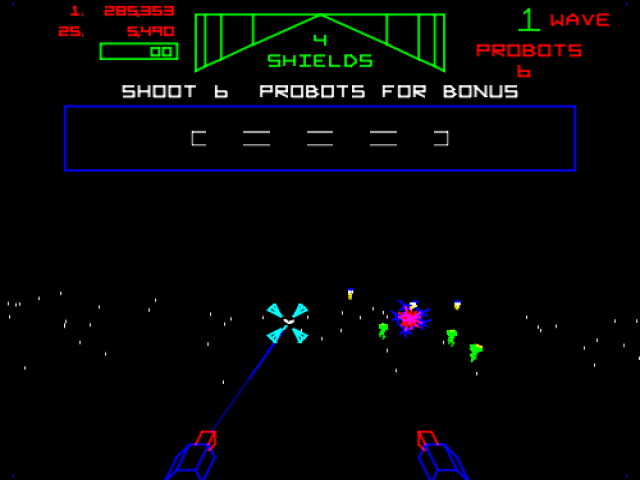 1. 285,353
25. 5,490
00
4
SHIELDS
1 WAVE
PROBOTS
6
SHOOT 6 PROBOTS FOR BONUS